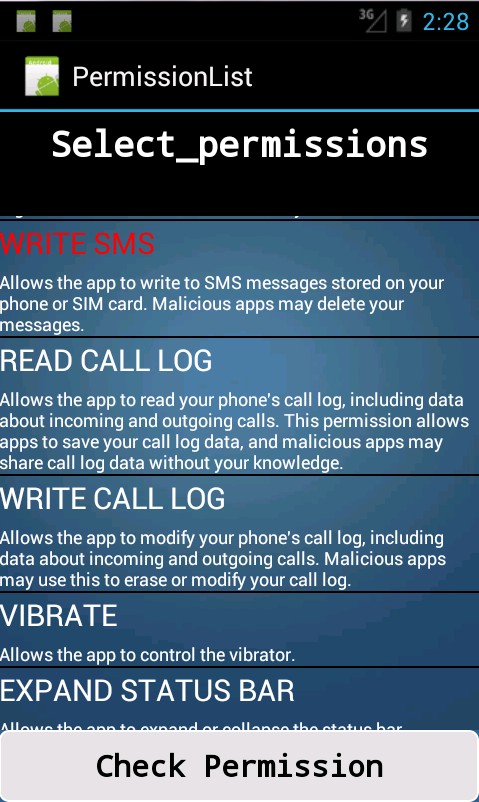 3G 2:28
PermissionList
Select_permissions
WRITE SMS
Allows the app to write to SMS messages stored on your
phone or SIM card. Malicious apps may delete your
messages.
READ CALL LOG
Allows the app to read your phone's call log, including data
about incoming and outgoing calls. This permission allows
apps to save your call log data, and malicious apps may
share call log data without your knowledge.
WRITE CALL LOG
Allows the app to modify your phone's call log, including
data about incoming and outgoing calls. Malicious apps
may use this to erase or modify your call log.
VIBRATE
Allows the app to control the vibrator.
EXPAND STATUS BAR
Allows the app to expand or collapse the status bar.
Check Permission